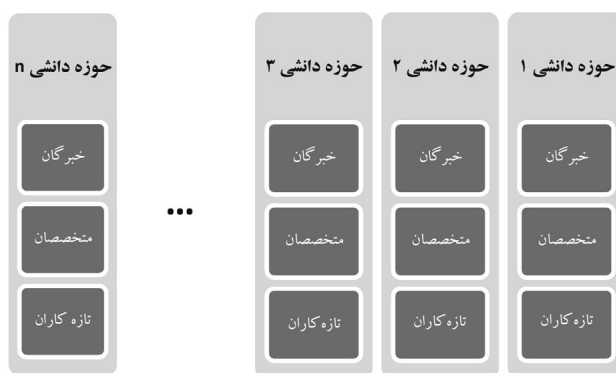 حوزه دانشی ۱
خبرگان
متخصصان
تازه کاران
حوزه دانشی ۲
خبرگان
متخصصان
تازه کاران
حوزه دانشی ۳
خبرگان
متخصصان
تازه کاران
...
حوزه دانشی n
خبرگان
متخصصان
تازه کاران